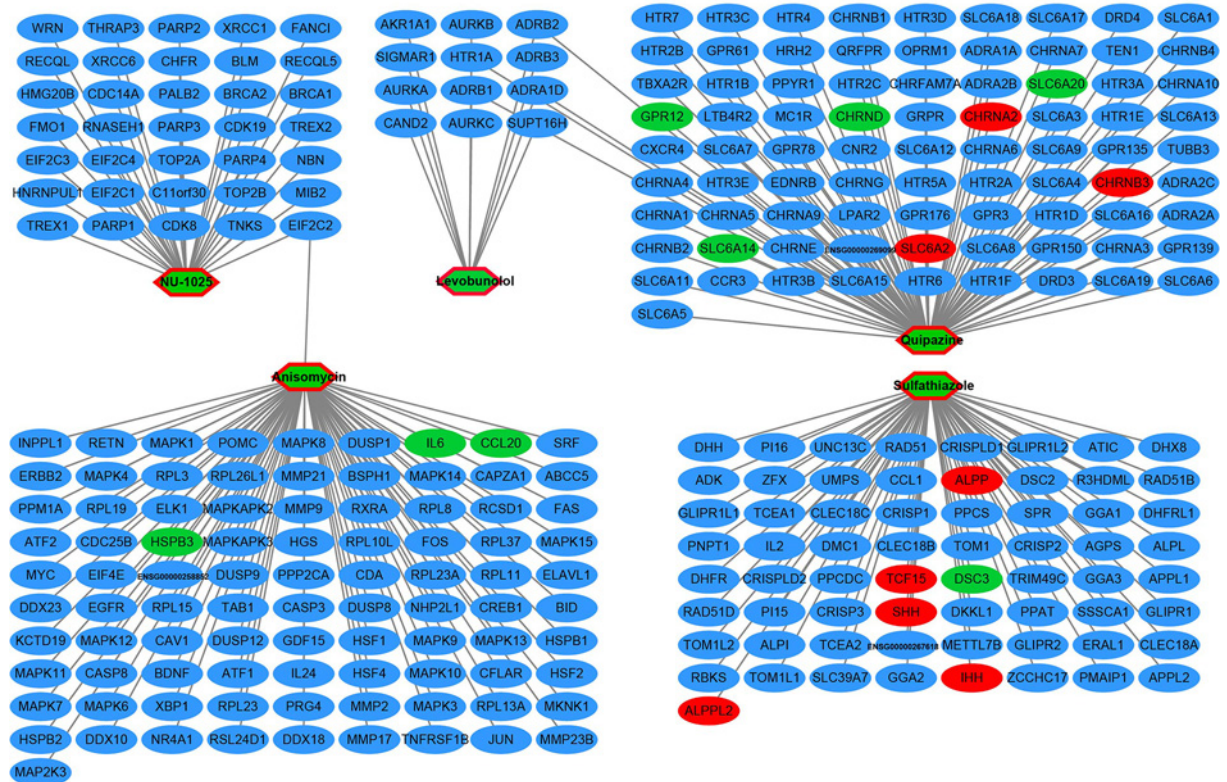 WRN THRAP3 PARP2 XRCC1 FANCI
RECQL XRCC6 CHFR BLM RECQL5
HMG20B CDC14A PALB2 BRCA2 BRCA1
FMO1 RNASEH1 PARP3 CDK19 TREX2
EIF2C3 EIF2C4 TOP2A PARP4 NBN
HNRNPUL1 EIF2C1 C11orf30 TOP2B MIB2
TREX1 PARP1 CDK8 TNKS EIF2C2
NU-1025
AKR1A1 AURKB ADRB2
SIGMAR1 HTR1A ADRB3
AURKA ADRB1 ADRA1D
CAND2 AURKC SUPT16H
Levobunolol
HTR7 HTR3C HTR4 CHRNB1 HTR3D SLC6A18 SLC6A17 DRD4 SLC6A1
HTR2B GPR61 HRH2 QRFPR OPRM1 ADRA1A CHRNA7 TEN1 CHRNB4
TBXA2R HTR1B PPYR1 HTR2C CHRFAM7A ADRA2B SLC6A20 HTR3A CHRNA10
GPR12 LTB4R2 MC1R CHRND GRPR CHRNA2 SLC6A3 HTR1E SLC6A13
CXCR4 SLC6A7 GPR78 CNR2 SLC6A12 CHRNA6 SLC6A9 GPR135 TUBB3
CHRNA4 HTR3E EDNRB CHRNG HTR5A HTR2A SLC6A4 CHRNB3 ADRA2C
CHRNA1 CHRNA5 CHRNA9 LPAR2 GPR176 GPR3 HTR1D SLC6A16 ADRA2A
CHRNB2 SLC6A14 CHRNE ENSG00000269099 SLC6A2 SLC6A8 GPR150 CHRNA3 GPR139
SLC6A11 CCR3 HTR3B SLC6A15 HTR6 HTR1F DRD3 SLC6A19 SLC6A6
SLC6A5
Quipazine
Anisomycin
INPPL1 RETN MAPK1 POMC MAPK8 DUSP1 IL6 CCL20 SRF
ERBB2 MAPK4 RPL3 RPL26L1 MMP21 BSPH1 MAPK14 CAPZA1 ABCC5
PPM1A RPL19 ELK1 MAPKAPK2 MMP9 RXRA RPL8 RCSD1 FAS
ATF2 CDC25B HSPB3 MAPKAPK3 HGS RPL10L FOS RPL37 MAPK15
MYC EIF4E ENSG00000258852 DUSP9 PPP2CA CDA RPL23A RPL11 ELAVL1
DDX23 EGFR RPL15 TAB1 CASP3 DUSP8 NHP2L1 CREB1 BID
KCTD19 MAPK12 CAV1 DUSP12 GDF15 HSF1 MAPK9 MAPK13 HSPB1
MAPK11 CASP8 BDNF ATF1 IL24 HSF4 MAPK10 CFLAR HSF2
MAPK7 MAPK6 XBP1 RPL23 PRG4 MMP2 MAPK3 RPL13A MKNK1
HSPB2 DDX10 NR4A1 RSL24D1 DDX18 MMP17 TNFRSF1B JUN MMP23B
MAP2K3
Sulfathiazole
DHH PI16 UNC13C RAD51 CRISPLD1 GLIPR1L2 ATIC DHX8
ADK ZFX UMPS CCL1 ALPP DSC2 R3HDML RAD51B
GLIPR1L1 TCEA1 CLEC18C CRISP1 PPCS SPR GGA1 DHFRL1
PNPT1 IL2 DMC1 CLEC18B TOM1 CRISP2 AGPS ALPL
DHFR CRISPLD2 PPCDC TCF15 DSC3 TRIM49C GGA3 APPL1
RAD51D PI15 CRISP3 SHH DKKL1 PPAT SSSCA1 GLIPR1
TOM1L2 ALPI TCEA2 ENSG00000267618 METTL7B GLIPR2 ERAL1 CLEC18A
RBKS TOM1L1 SLC39A7 GGA2 IHH ZCCHC17 PMAIP1 APPL2
ALPPL2